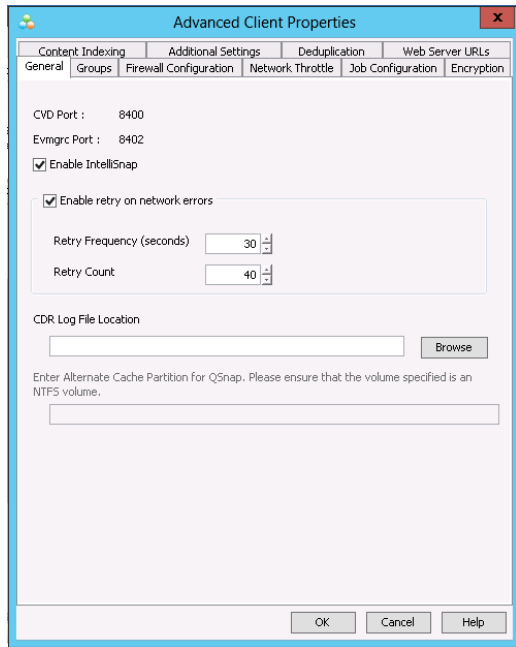 Advanced Client Properties
x
Content Indexing Additional Settings Deduplication Web Server URLs
General Groups Firewall Configuration Network Throttle Job Configuration Encryption
CVD Port : 8400
Evmgrc Port : 8402
Enable IntelliSnap
Enable retry on network errors
Retry Frequency (seconds) 30
Retry Count 40
CDR Log File Location
Browse
Enter Alternate Cache Partition for QSnap. Please ensure that the volume specified is an
NTFS volume.
OK Cancel Help